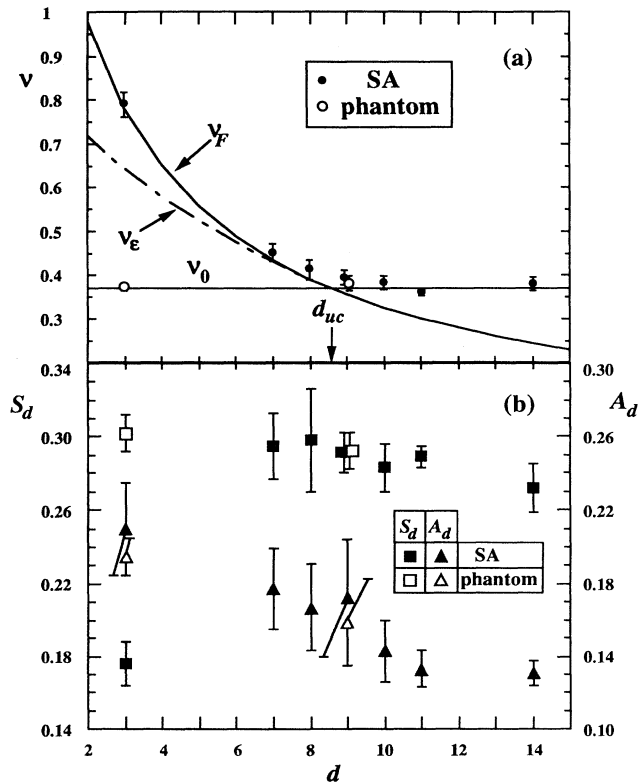 1
ν
(a)
0.9
SA
phantom
0.8
ν_F
0.7
0.6
ν_ε
0.5
ν_0
0.4
d_uc
0.3
0.34
0.30
S_d
(b)
A_d
0.30
0.26
0.26
0.22
S_d A_d
SA
phantom
0.22
0.18
0.18
0.14
0.14
0.10
2 4 6 8 10 12 14
d